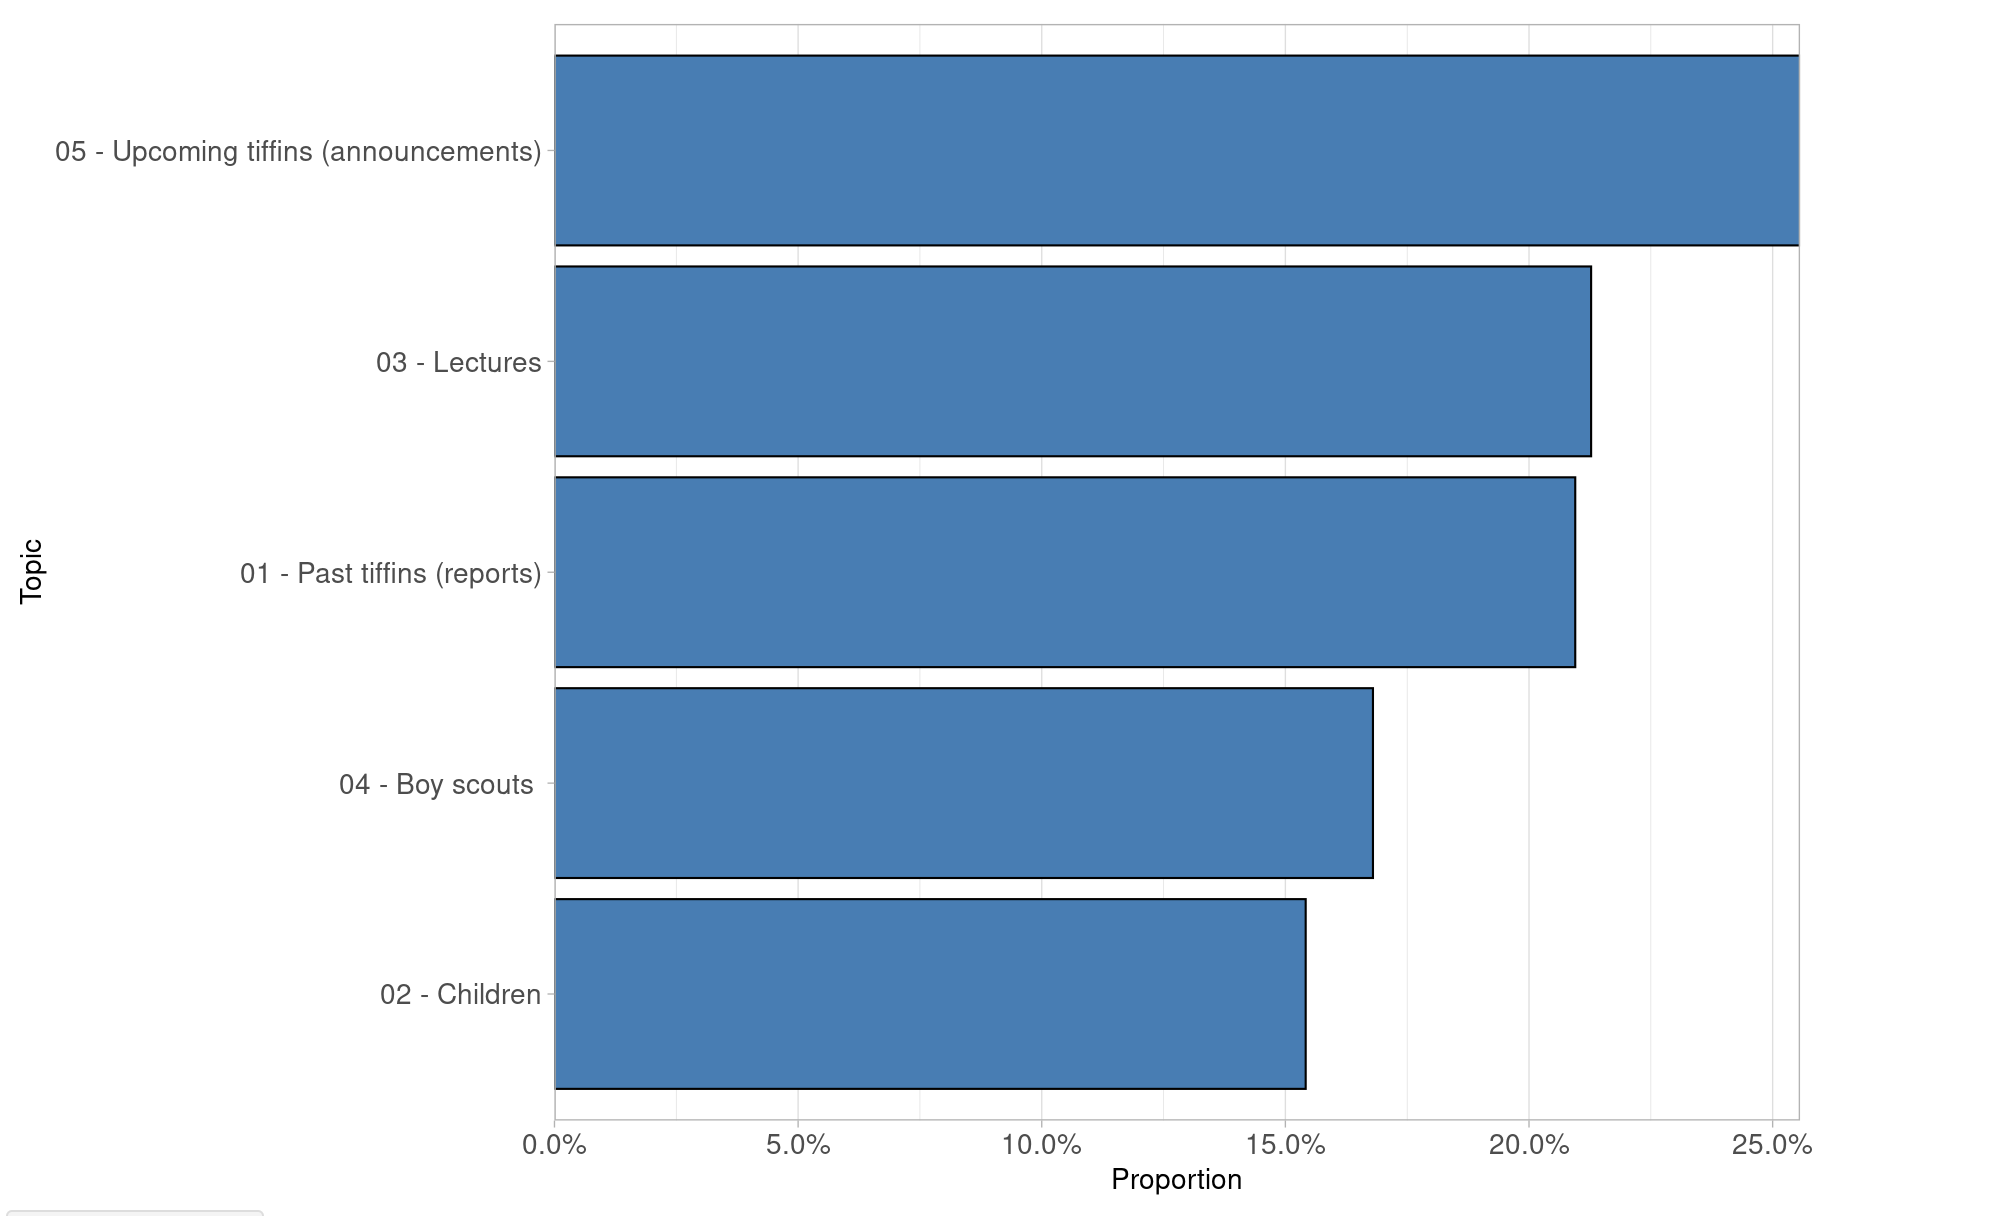 05 - Upcoming tiffins (announcements)
03 - Lectures
01 - Past tiffins (reports)
04 - Boy scouts
02 - Children
Topic
0.0% 5.0% 10.0% 15.0% 20.0% 25.0%
Proportion